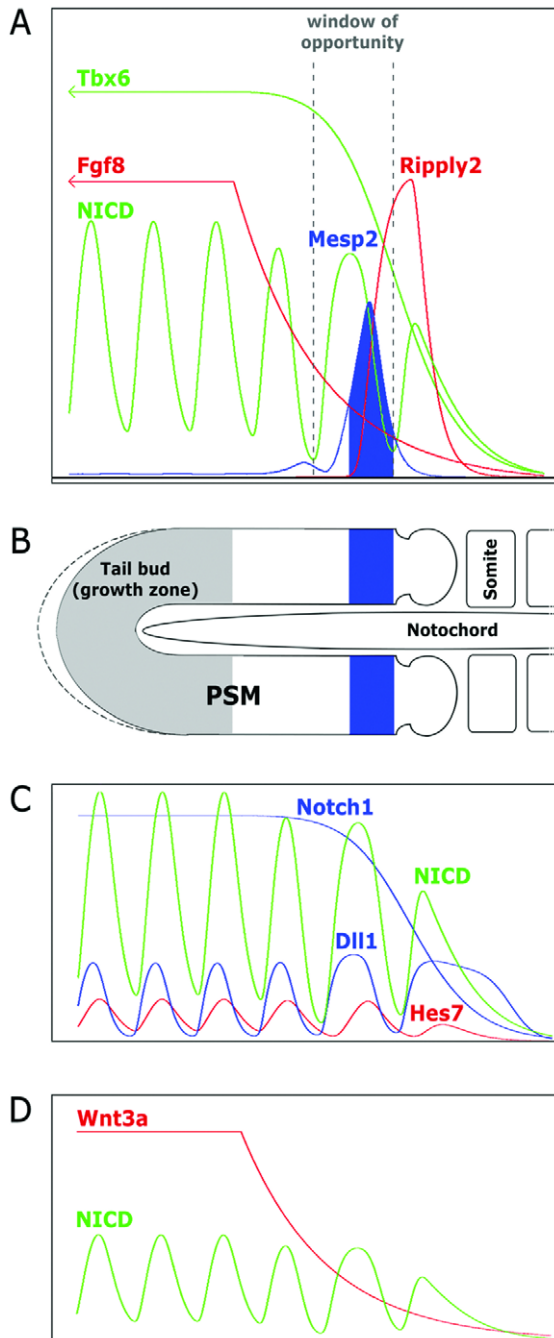 A
window of
opportunity
Tbx6
Fgf8
Ripply2
NICD
Mesp2
B
Tail bud
(growth zone)
Somite
Notochord
PSM
C
Notch1
NICD
Dll1
Hes7
D
Wnt3a
NICD